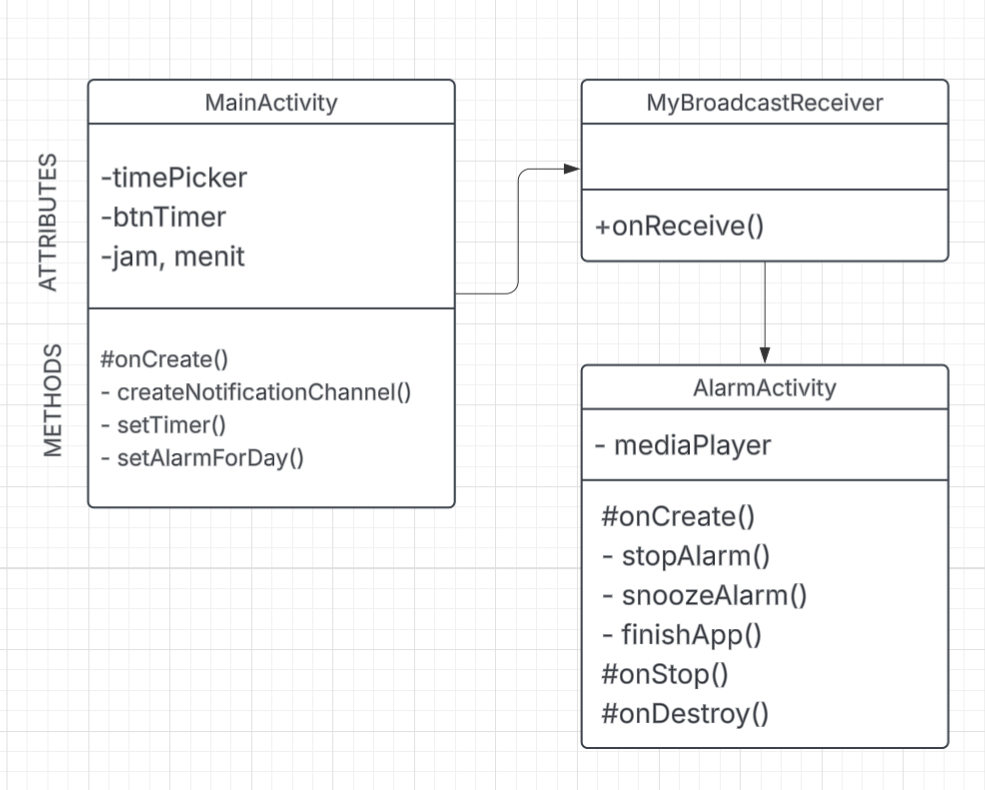 MainActivity
ATTRIBUTES
-timePicker
-btnTimer
-jam, menit
METHODS
#onCreate()
- createNotificationChannel()
- setTimer()
- setAlarmForDay()
MyBroadcastReceiver
+onReceive()
AlarmActivity
- mediaPlayer
#onCreate()
- stopAlarm()
- snoozeAlarm()
- finishApp()
#onStop()
#onDestroy()